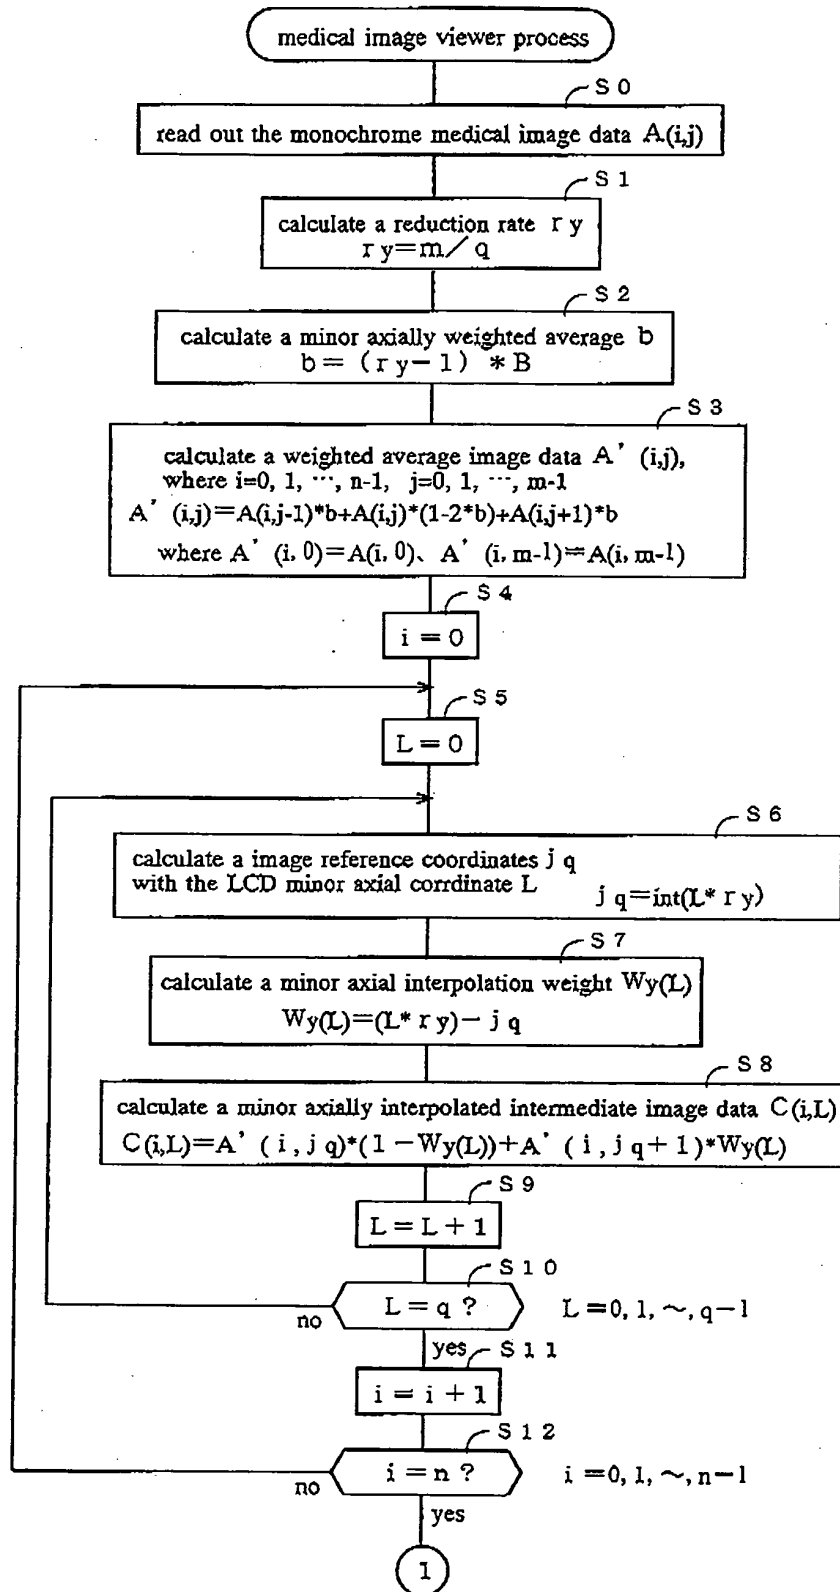 medical image viewer process
S 0
read out the monochrome medical image data A(i,j)
S 1
calculate a reduction rate r y
r y=m/q
S 2
calculate a minor axially weighted average b
b= (r y-1) *B
S 3
calculate a weighted average image data A' (i,j),
where i=0, 1, …, n-1, j=0, 1, …, m-1
A' (i,j)=A(i,j-1)*b+A(i,j)*(1-2*b)+A(i,j+1)*b
where A' (i, 0)=A(i, 0)、A' (i, m-1)=A(i, m-1)
S 4
i=0
S 5
L=0
S 6
calculate a image reference coordinates j q
with the LCD minor axial corrdinate L
j q=int(L* r y)
S 7
calculate a minor axial interpolation weight Wy(L)
Wy(L)=(L* r y)- j q
S 8
calculate a minor axially interpolated intermediate image data C(i,L)
C(i,L)=A' (i, j q)*(1-Wy(L))+A' (i, j q+1)*Wy(L)
S 9
L=L+1
S 1 0
L=q ?
L=0, 1, ~, q-1
no
yes
S 1 1
i=i+1
S 1 2
i=n ?
i=0, 1, ~, n-1
no
yes
1